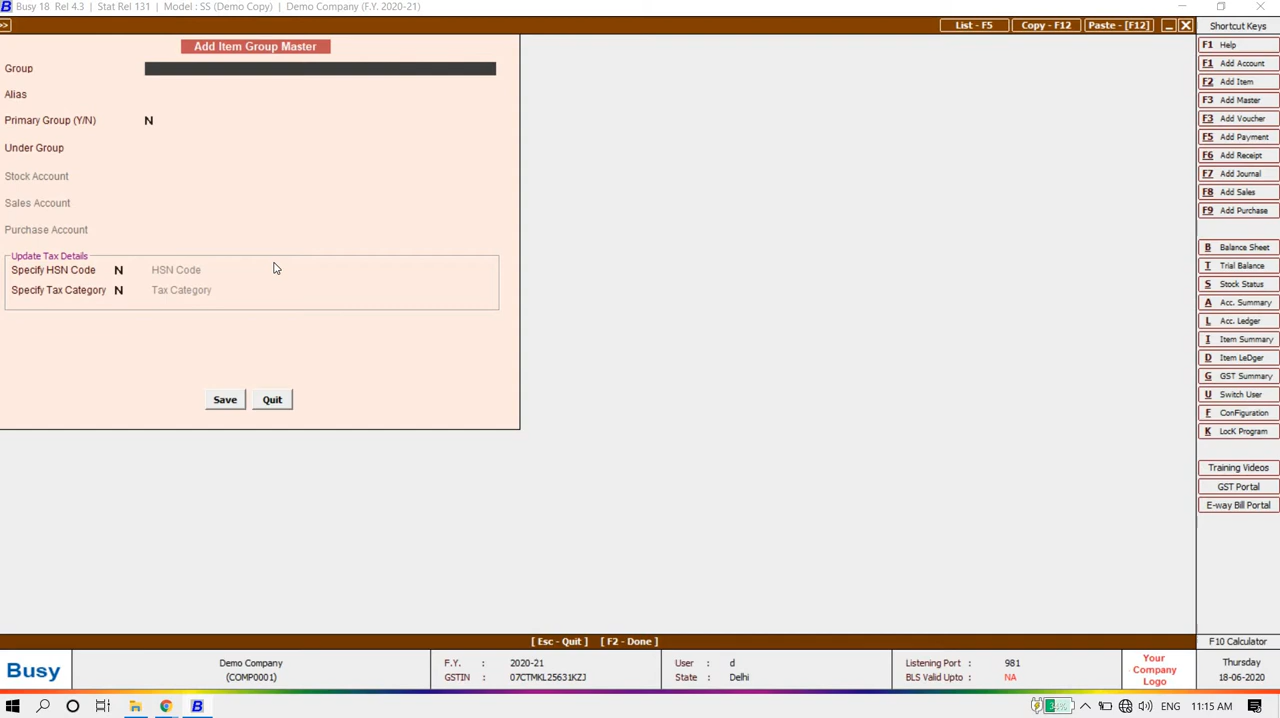 Busy 18 Rel 4.3 | Stat Rel 131 | Model : SS (Demo Copy) | Demo Company (F.Y. 2020-21)
>> List - F5 Copy - F12 Paste - [F12] Shortcut Keys
Add Item Group Master
Group
Alias
Primary Group (Y/N) N
Under Group
Stock Account
Sales Account
Purchase Account
Update Tax Details
Specify HSN Code N HSN Code
Specify Tax Category N Tax Category
Save Quit
F1 Help
F1 Add Account
F2 Add Item
F3 Add Master
F3 Add Voucher
F5 Add Payment
F6 Add Receipt
F7 Add Journal
F8 Add Sales
F9 Add Purchase
B Balance Sheet
T Trial Balance
S Stock Status
A Acc. Summary
L Acc. Ledger
I Item Summary
D Item LeDger
G GST Summary
U Switch User
F ConFiguration
K LocK Program
Training Videos
GST Portal
E-way Bill Portal
[ Esc - Quit ] [ F2 - Done ] F10 Calculator
Busy
Demo Company
(COMP0001)
F.Y. : 2020-21
GSTIN : 07CTMKL25631KZJ
User : d
State : Delhi
Listening Port : 981
BLS Valid Upto : NA
Your
Company
Logo
Thursday
18-06-2020
ENG 11:15 AM